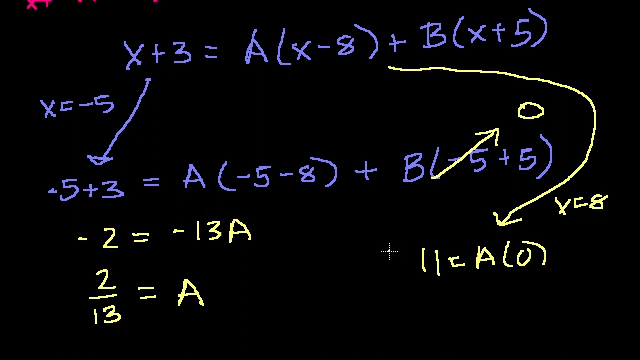 x+3 = A(x-8) + B(x+5)
x=-5
0
-5+3 = A(-5-8) + B(-5+5)
x=8
-2 = -13A
11=A(0)
2/13 = A